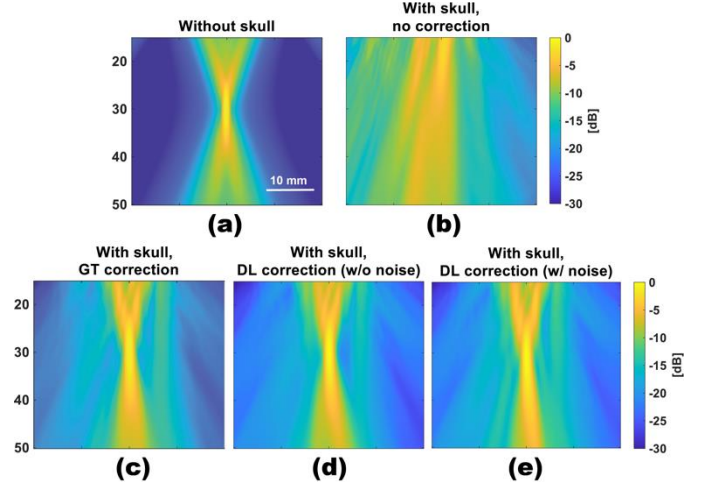 Without skull
With skull,
no correction
20
30
40
50
10 mm
0
-5
-10
-15
-20
-25
-30
[dB]
(a)
(b)
With skull,
GT correction
With skull,
DL correction (w/o noise)
With skull,
DL correction (w/ noise)
20
30
40
50
0
-5
-10
-15
-20
-25
-30
[dB]
(c)
(d)
(e)